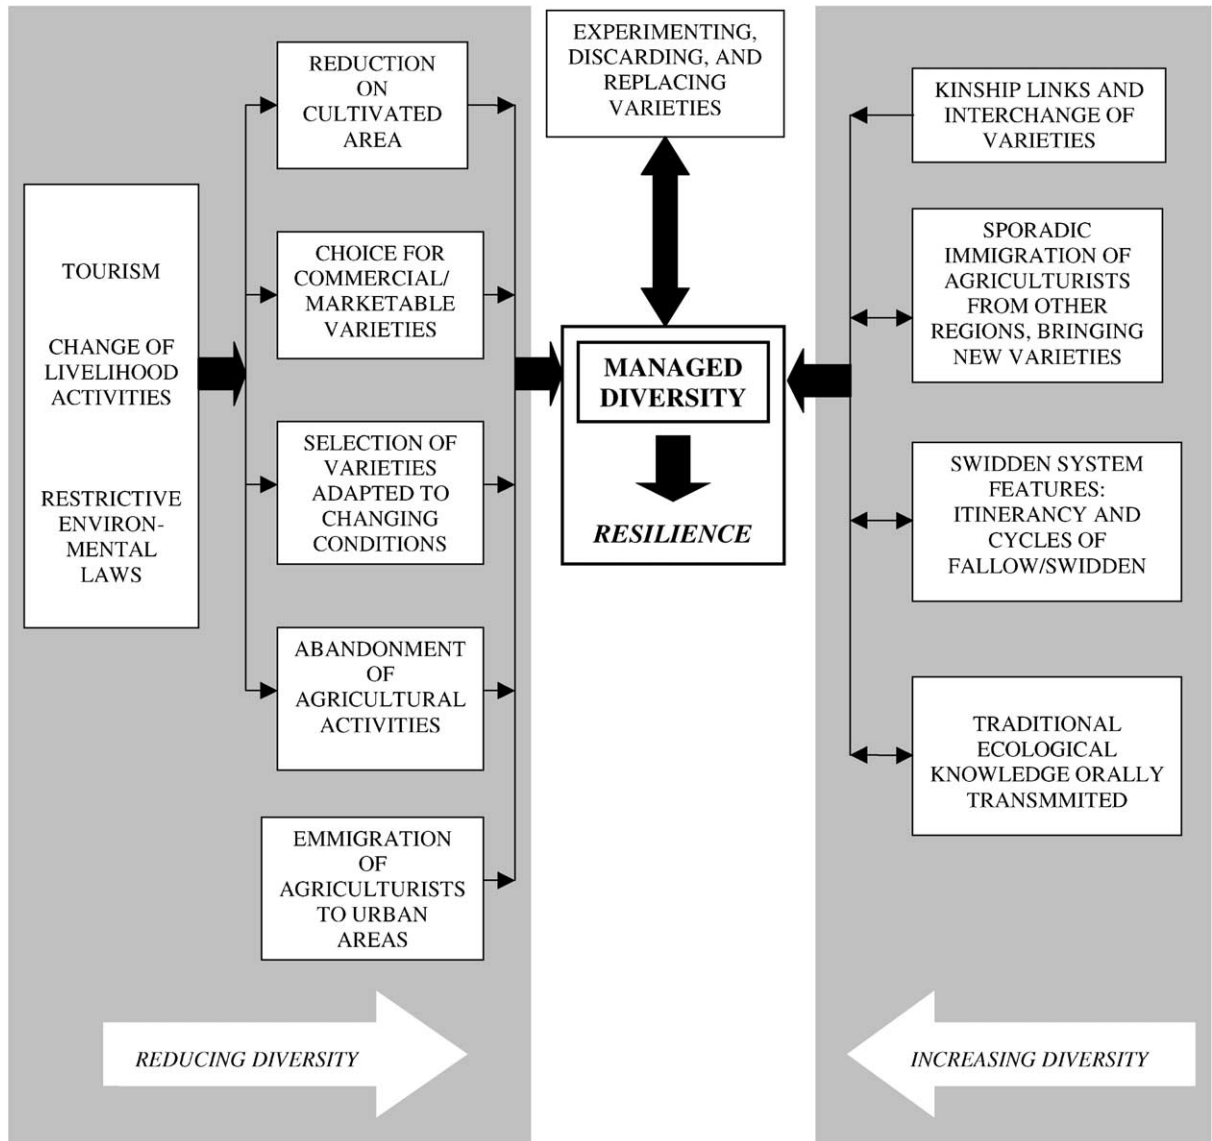 TOURISM
CHANGE OF
LIVELIHOOD
ACTIVITIES
RESTRICTIVE
ENVIRON-
MENTAL
LAWS
REDUCTION
ON
CULTIVATED
AREA
CHOICE FOR
COMMERCIAL/
MARKETABLE
VARIETIES
SELECTION OF
VARIETIES
ADAPTED TO
CHANGING
CONDITIONS
ABANDONMENT
OF
AGRICULTURAL
ACTIVITIES
EMMIGRATION
OF
AGRICULTURISTS
TO URBAN
AREAS
REDUCING DIVERSITY
EXPERIMENTING,
DISCARDING, AND
REPLACING
VARIETIES
MANAGED
DIVERSITY
RESILIENCE
KINSHIP LINKS AND
INTERCHANGE OF
VARIETIES
SPORADIC
IMMIGRATION OF
AGRICULTURISTS
FROM OTHER
REGIONS, BRINGING
NEW VARIETIES
SWIDDEN SYSTEM
FEATURES:
ITINERANCY AND
CYCLES OF
FALLOW/SWIDDEN
TRADITIONAL
ECOLOGICAL
KNOWLEDGE ORALLY
TRANSMMITED
INCREASING DIVERSITY